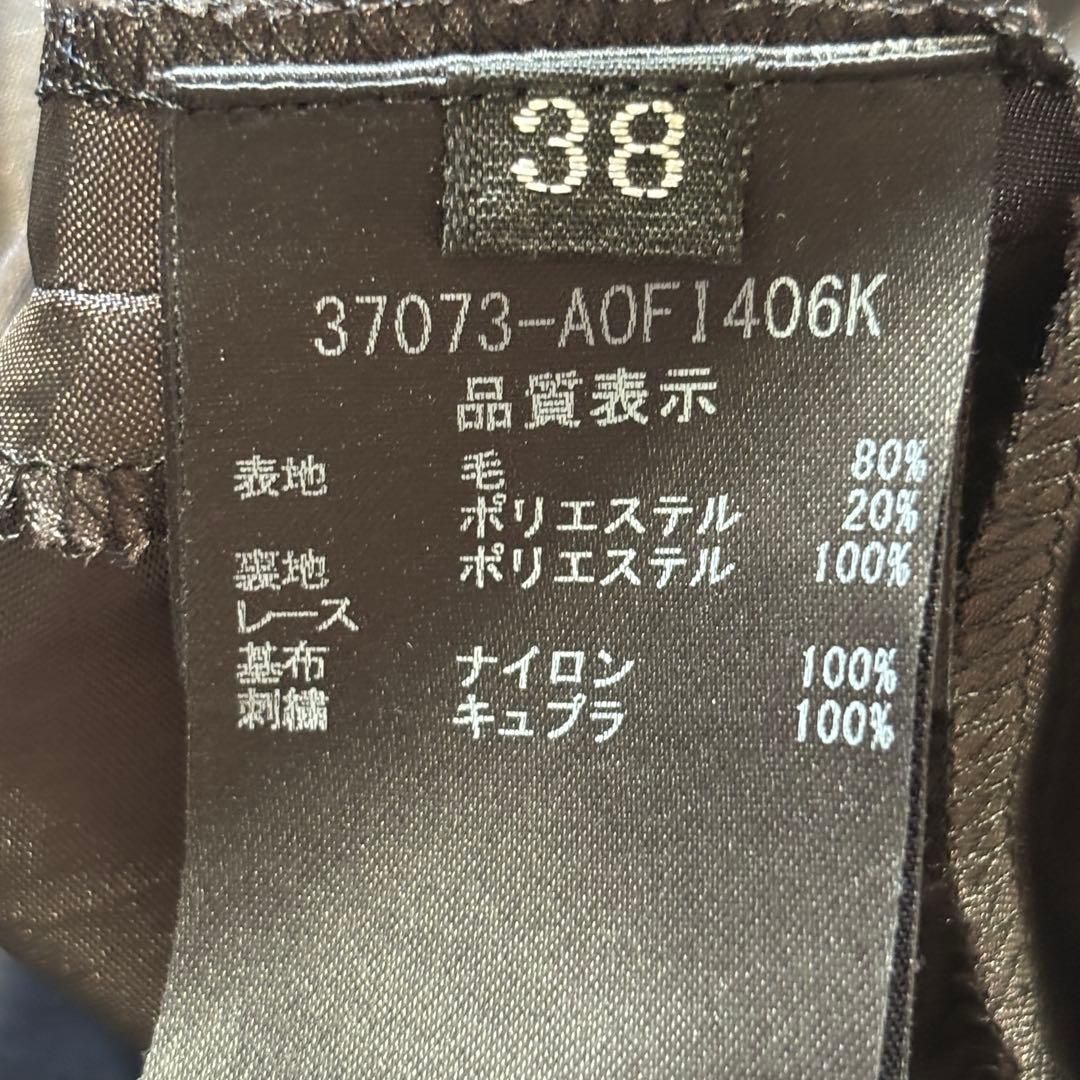 38
37073-A0FI406K
品質表示
表地 毛 80%
ポリエステル 20%
裏地 ポリエステル 100%
レース
基布 ナイロン 100%
刺繍 キュプラ 100%